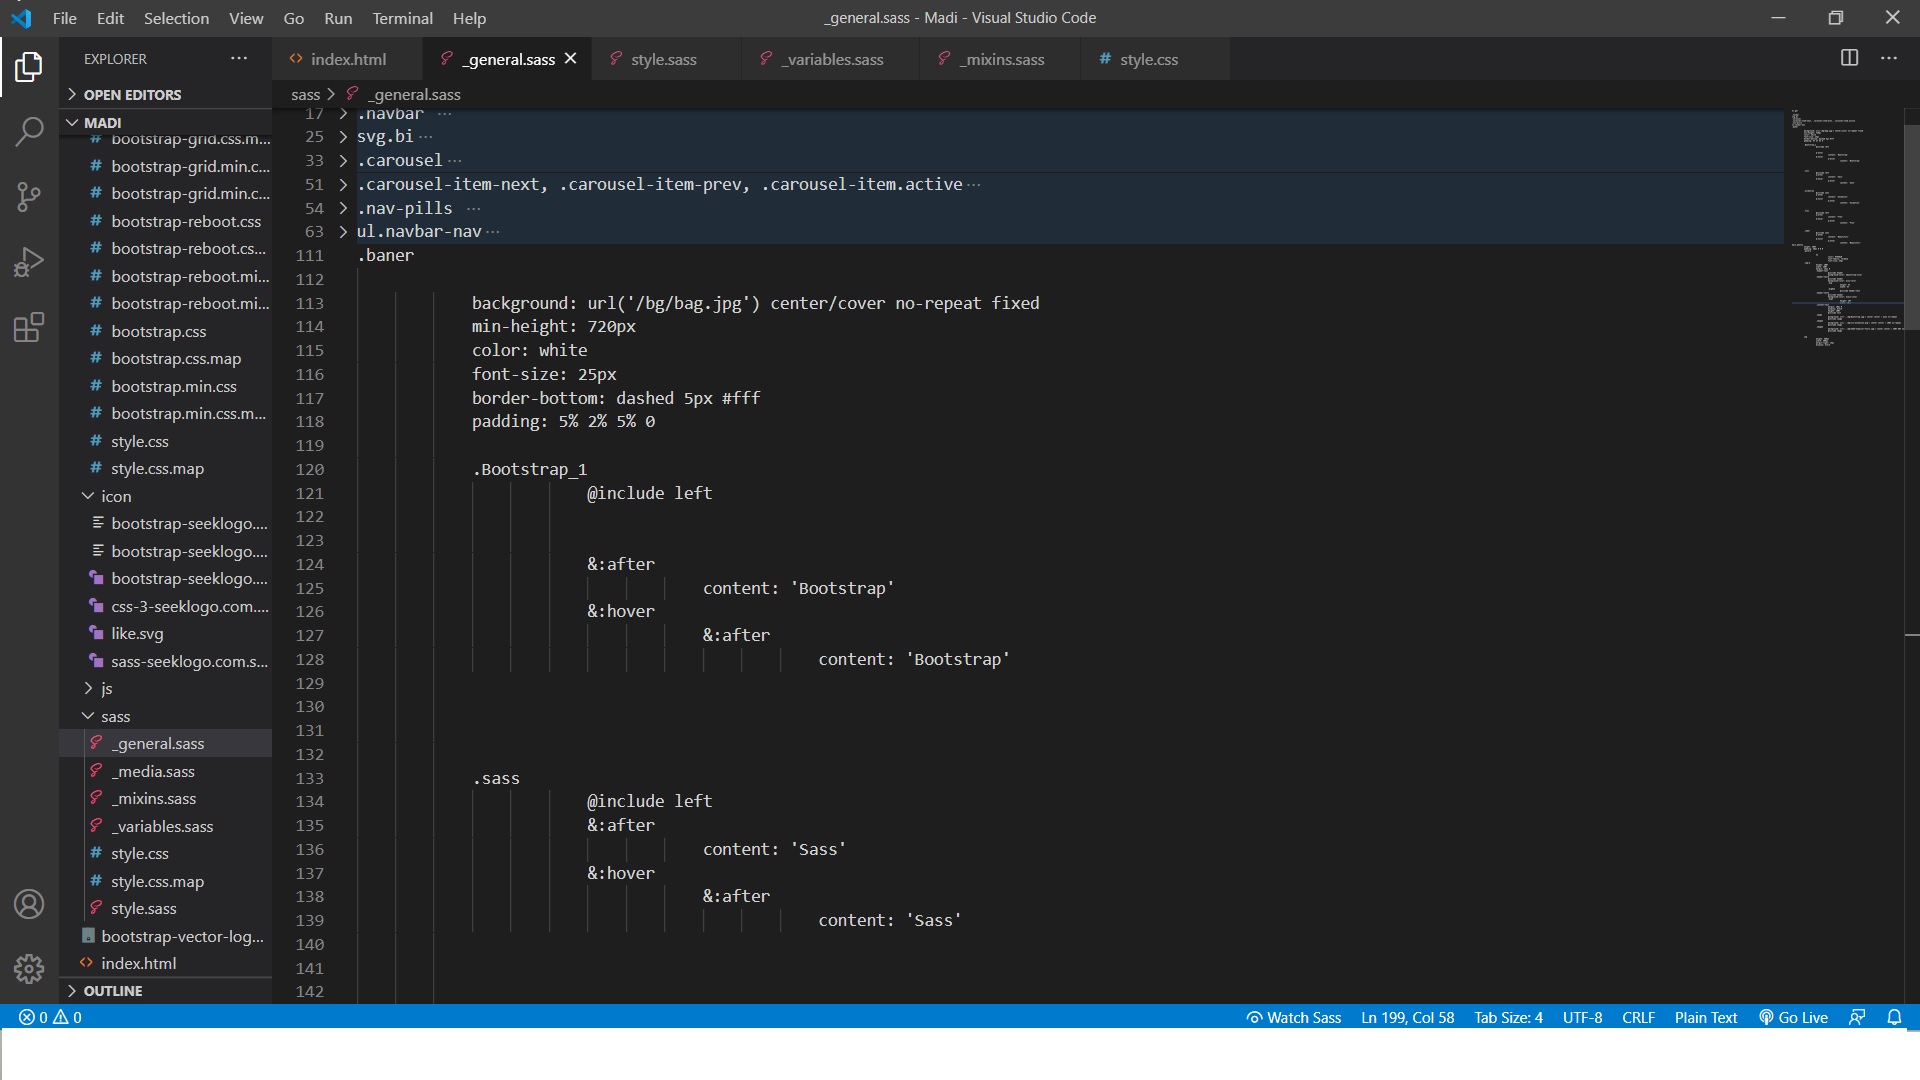 File Edit Selection View Go Run Terminal Help
_general.sass - Madi - Visual Studio Code
EXPLORER
index.html
_general.sass
style.sass
_variables.sass
_mixins.sass
# style.css
OPEN EDITORS
sass > _general.sass
MADI
# bootstrap-grid.css.m...
# bootstrap-grid.min.c...
# bootstrap-grid.min.c...
# bootstrap-reboot.css
# bootstrap-reboot.cs...
# bootstrap-reboot.mi...
# bootstrap-reboot.mi...
# bootstrap.css
# bootstrap.css.map
# bootstrap.min.css
# bootstrap.min.css.m...
# style.css
# style.css.map
icon
bootstrap-seeklogo....
bootstrap-seeklogo....
bootstrap-seeklogo....
css-3-seeklogo.com....
like.svg
sass-seeklogo.com.s...
js
sass
_general.sass
_media.sass
_mixins.sass
_variables.sass
# style.css
# style.css.map
style.sass
bootstrap-vector-log...
index.html
OUTLINE
17 .navbar ...
25 svg.bi ...
33 .carousel ...
51 .carousel-item-next, .carousel-item-prev, .carousel-item.active ...
54 .nav-pills ...
63 ul.navbar-nav ...
111 .baner
112
113 background: url('/bg/bag.jpg') center/cover no-repeat fixed
114 min-height: 720px
115 color: white
116 font-size: 25px
117 border-bottom: dashed 5px #fff
118 padding: 5% 2% 5% 0
119
120 .Bootstrap_1
121 @include left
122
123
124 &:after
125 content: 'Bootstrap'
126 &:hover
127 &:after
128 content: 'Bootstrap'
129
130
131
132
133 .sass
134 @include left
135 &:after
136 content: 'Sass'
137 &:hover
138 &:after
139 content: 'Sass'
140
141
142
0 0
Watch Sass Ln 199, Col 58 Tab Size: 4 UTF-8 CRLF Plain Text Go Live